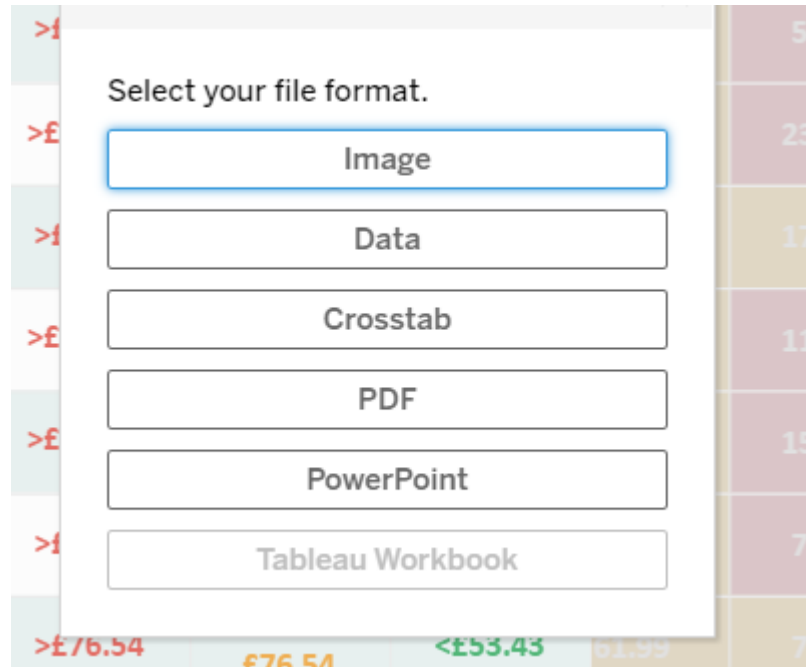 Select your file format.
Image
Data
Crosstab
PDF
PowerPoint
Tableau Workbook
>£76.54
£76.54
<£53.43
61.99